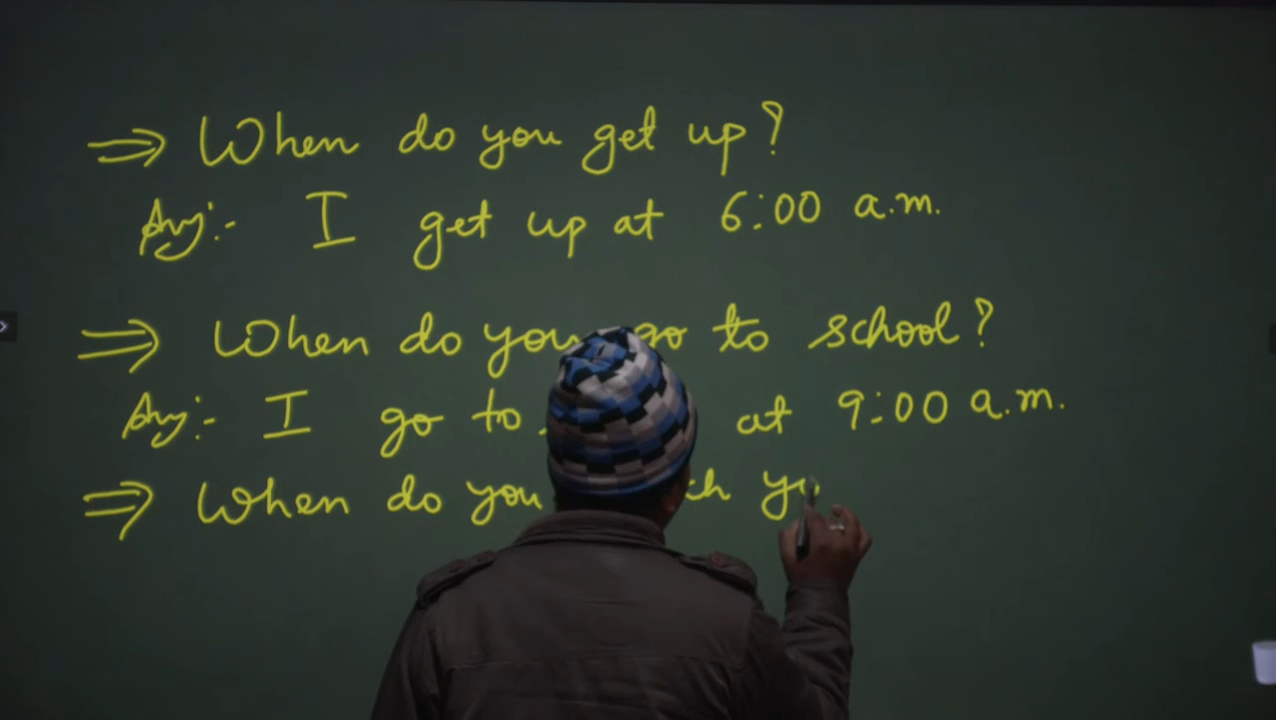 ⇒ When do you get up?
Ans:- I get up at 6:00 a.m.
⇒ When do you go to school?
Ans:- I go to at 9:00 a.m.
⇒ When do you